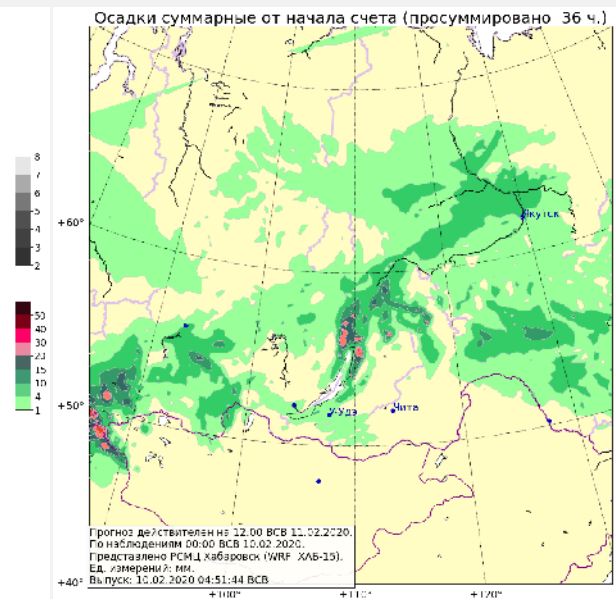 Осадки суммарные от начала счета (просуммировано 36 ч.)
8
7
6
5
4
3
2
50
40
30
20
15
10
4
1
+60°
+50°
+40°
Якутск
У-Удэ
Чита
Прогноз действителен на 12:00 ВСВ 11.02.2020.
По наблюдениям 00:00 ВСВ 10.02.2020.
Представлено РСМЦ Хабаровск (WRF ХАБ-15).
Ед. измерений: мм.
Выпуск: 10.02.2020 04:51:44 ВСВ
+100°
+110°
+120°